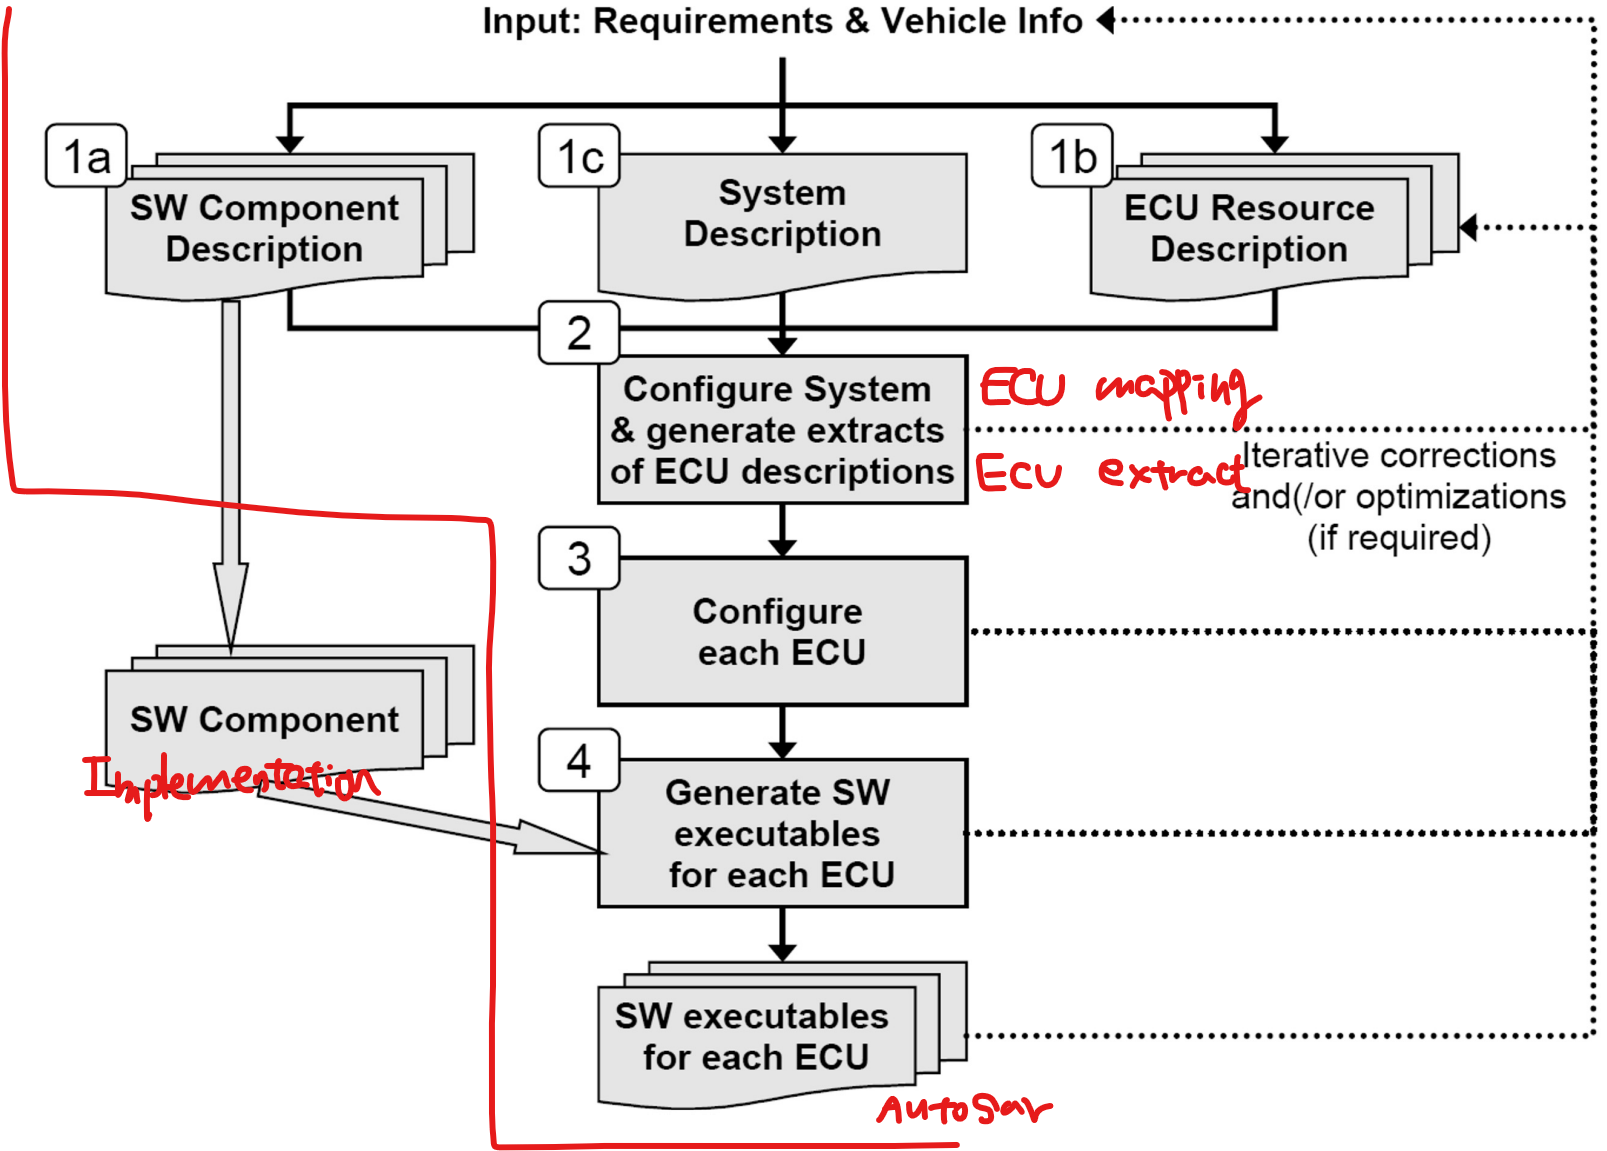 Input: Requirements & Vehicle Info
1a
SW Component
Description
1c
System
Description
1b
ECU Resource
Description
2
Configure System
& generate extracts
of ECU descriptions
ECU mapping
ECU extract
Iterative corrections
and(/or optimizations
(if required)
3
Configure
each ECU
SW Component
Implementation
4
Generate SW
executables
for each ECU
SW executables
for each ECU
AutoSar